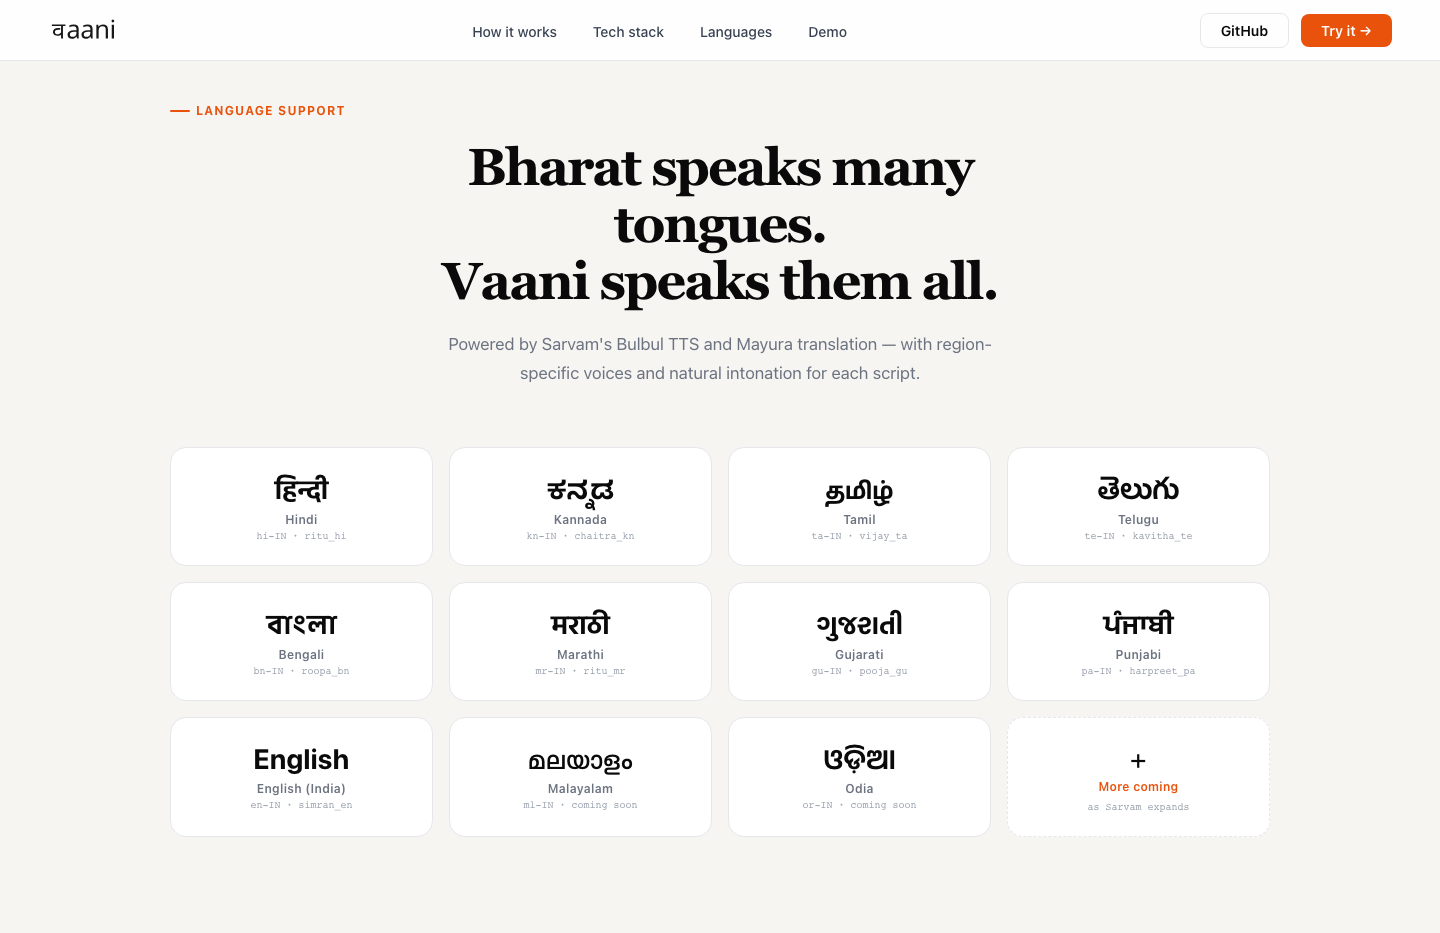 वaani
How it works
Tech stack
Languages
Demo
GitHub
Try it →
— LANGUAGE SUPPORT
Bharat speaks many
tongues.
Vaani speaks them all.
Powered by Sarvam's Bulbul TTS and Mayura translation — with region-
specific voices and natural intonation for each script.
हिन्दी
Hindi
hi-IN · ritu_hi
ಕನ್ನಡ
Kannada
kn-IN · chaitra_kn
தமிழ்
Tamil
ta-IN · vijay_ta
తెలుగు
Telugu
te-IN · kavitha_te
বাংলা
Bengali
bn-IN · roopa_bn
मराठी
Marathi
mr-IN · ritu_mr
ગુજરાતી
Gujarati
gu-IN · pooja_gu
ਪੰਜਾਬੀ
Punjabi
pa-IN · harpreet_pa
English
English (India)
en-IN · simran_en
മലയാളം
Malayalam
ml-IN · coming soon
ଓଡ଼ିଆ
Odia
or-IN · coming soon
+
More coming
as Sarvam expands